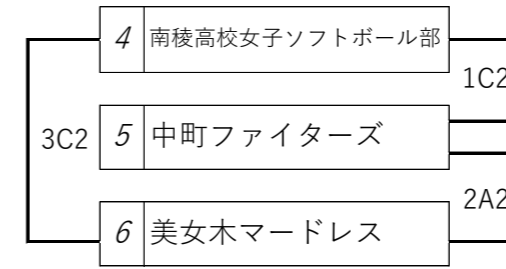 4 南稜高校女子ソフトボール部
1C2
3C2 5 中町ファイターズ
2A2
6 美女木マードレス